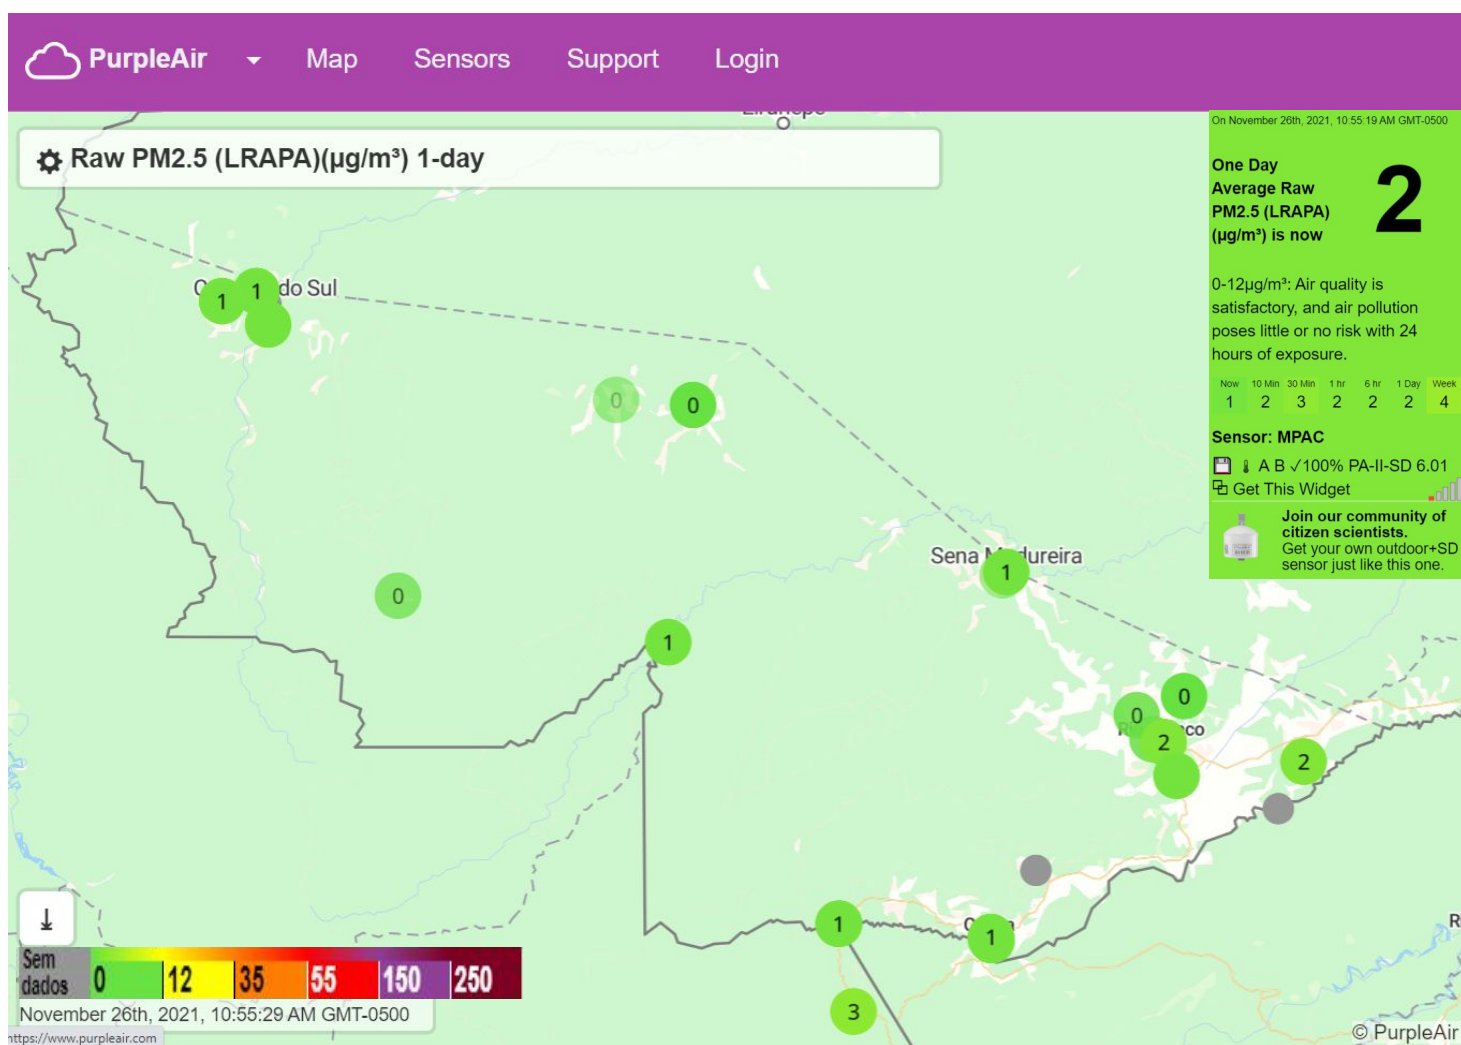 PurpleAir Map Sensors Support Login
Raw PM2.5 (LRAPA)(µg/m³) 1-day
On November 26th, 2021, 10:55:19 AM GMT-0500
One Day
Average Raw
PM2.5 (LRAPA)
(µg/m³) is now
2
0-12µg/m³: Air quality is
satisfactory, and air pollution
poses little or no risk with 24
hours of exposure.
Now 10 Min 30 Min 1 hr 6 hr 1 Day Week
1 2 3 2 2 2 4
Sensor: MPAC
A B ✓100% PA-II-SD 6.01
Get This Widget
Join our community of
citizen scientists.
Get your own outdoor+SD
sensor just like this one.
do Sul
1
1
0
0
Sena
1
0
1
0
0
2
2
1
1
3
Sem
dados
0 12 35 55 150 250
November 26th, 2021, 10:55:29 AM GMT-0500
https://www.purpleair.com
© PurpleAir